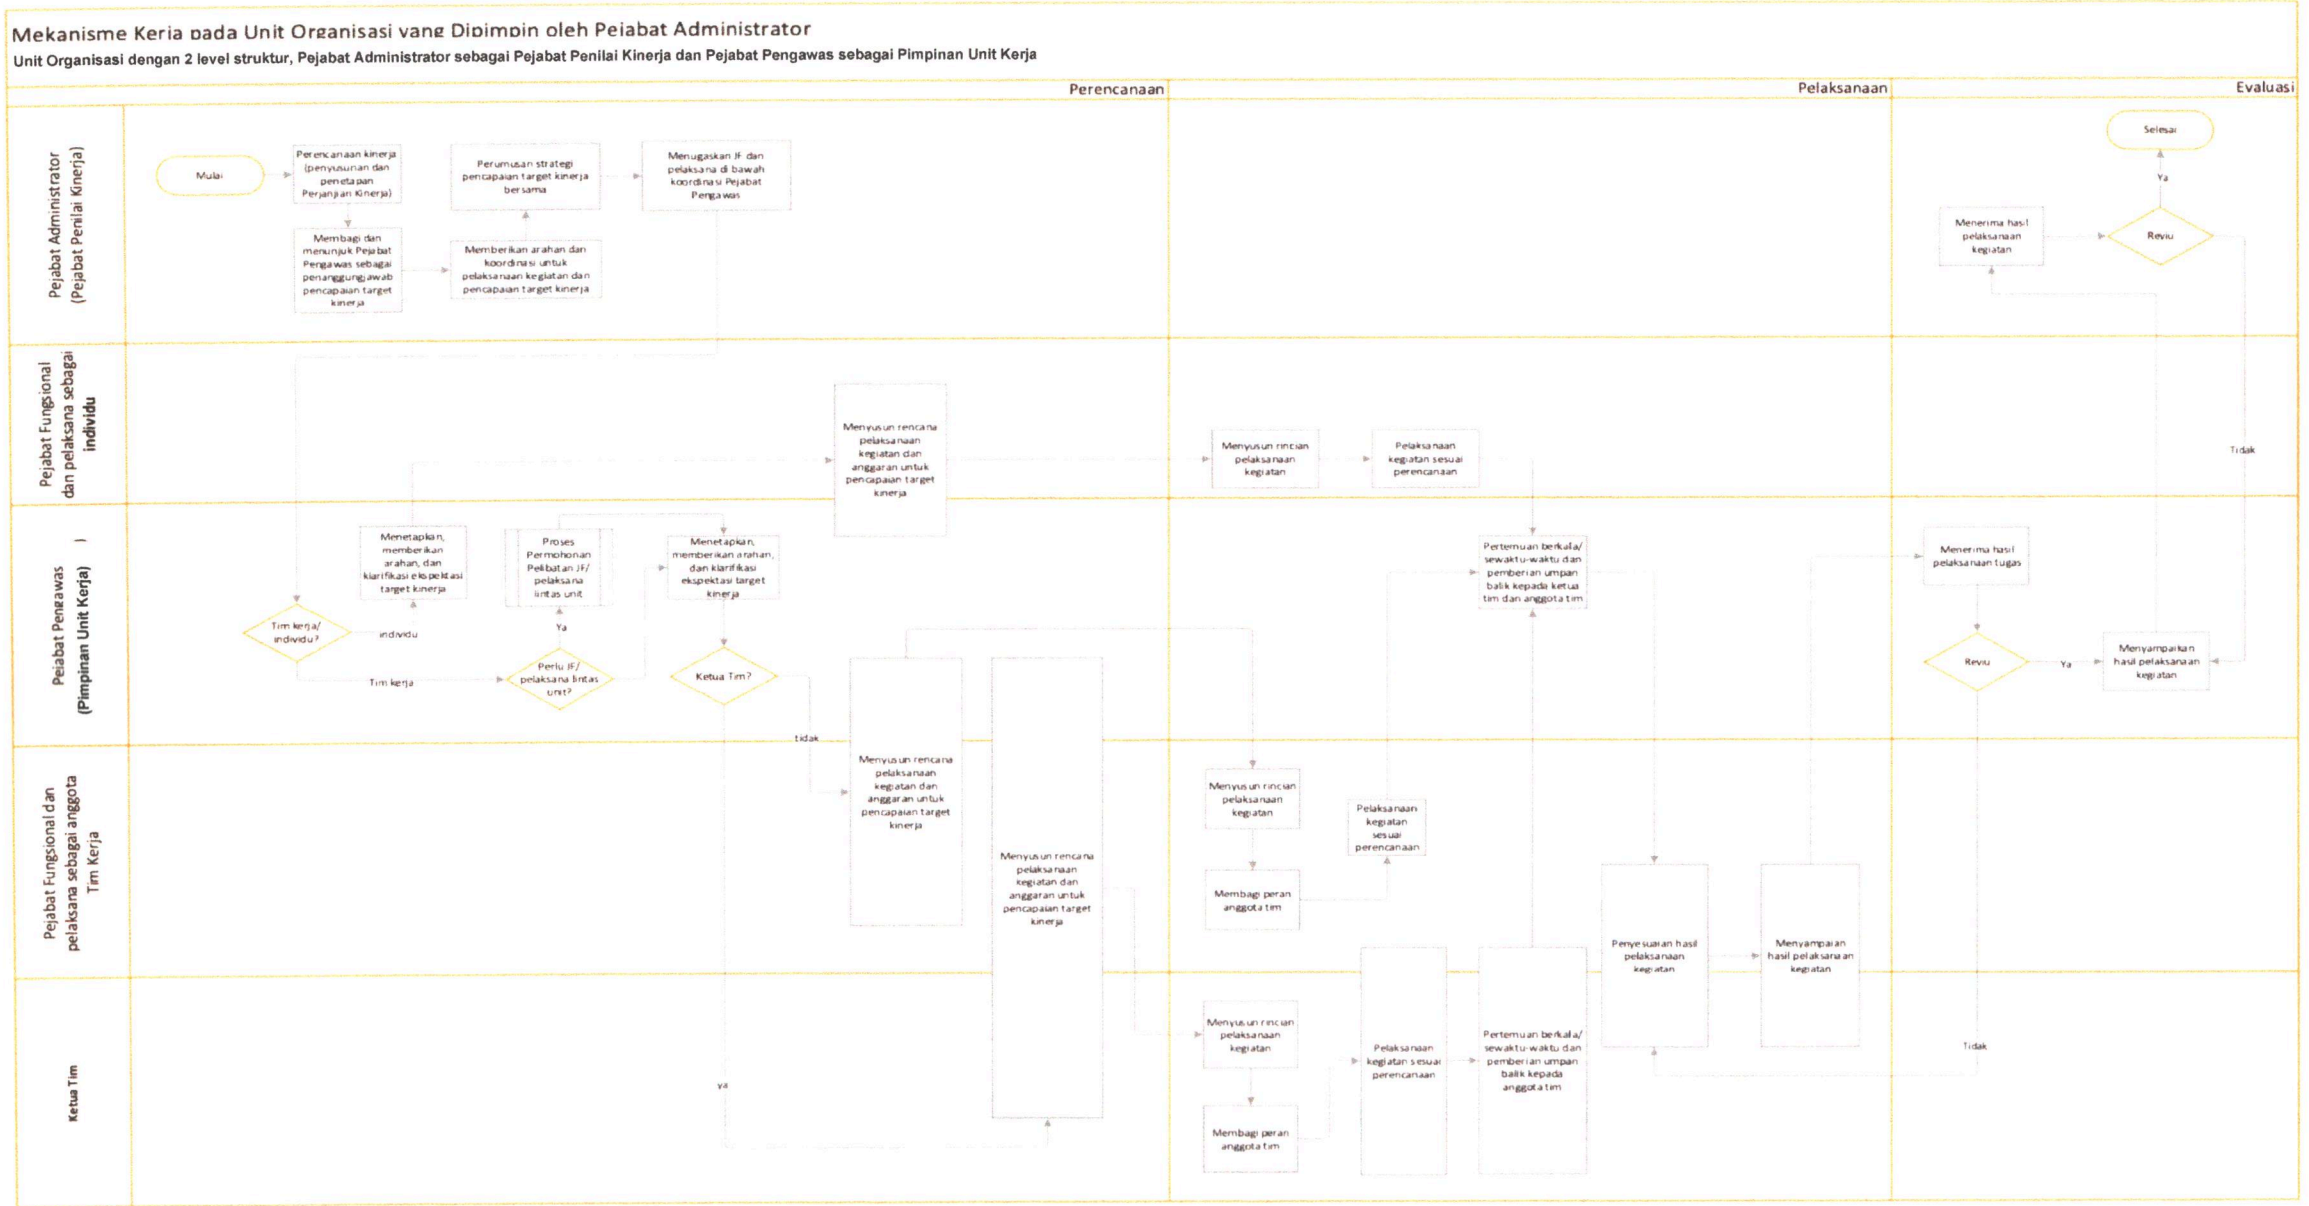 Mekanisme Kerja pada Unit Organisasi yang Dipimpin oleh Pejabat Administrator
Unit Organisasi dengan 2 level struktur, Pejabat Administrator sebagai Pejabat Penilai Kinerja dan Pejabat Pengawas sebagai Pimpinan Unit Kerja
Perencanaan
Pelaksanaan
Evaluasi
Pejabat Administrator
(Pejabat Penilai Kinerja)
Mulai
Perencanaan kinerja
(penyusunan dan
penetapan
Perjanjian Kinerja)
Membagi dan
menunjuk Pejabat
Pengawas sebagai
penanggungjawab
pencapaian target
kinerja
Perumusan strategi
pencapaian target kinerja
bersama
Memberikan arahan dan
koordinasi untuk
pelaksanaan kegiatan dan
pencapaian target kinerja
Menugaskan JF dan
pelaksana di bawah
koordinasi Pejabat
Pengawas
Selesai
Ya
Menerima hasil
pelaksanaan
kegiatan
Reviu
Tidak
Pejabat Fungsional
dan pelaksana sebagai
individu
Menyusun rencana
pelaksanaan
kegiatan dan
anggaran untuk
pencapaian target
kinerja
Menyusun rincian
pelaksanaan
kegiatan
Pelaksanaan
kegiatan sesuai
perencanaan
Pejabat Pengawas )
(Pimpinan Unit Kerja)
Tim kerja/
individu?
individu
Tim kerja
Menetapkan,
memberikan
arahan, dan
klarifikasi ekspektasi
target kinerja
Proses
Permohonan
Pelibatan JF/
pelaksana
lintas unit
Ya
Perlu JF/
pelaksana lintas
unit?
Menetapkan,
memberikan arahan,
dan klarifikasi
ekspektasi target
kinerja
Ketua Tim?
tidak
ya
Pertemuan berkala/
sewaktu-waktu dan
pemberian umpan
balik kepada ketua
tim dan anggota tim
Menerima hasil
pelaksanaan tugas
Reviu
Ya
Menyampaikan
hasil pelaksanaan
kegiatan
Tidak
Pejabat Fungsional dan
pelaksana sebagai anggota
Tim Kerja
Menyusun rencana
pelaksanaan
kegiatan dan
anggaran untuk
pencapaian target
kinerja
Menyusun rencana
pelaksanaan
kegiatan dan
anggaran untuk
pencapaian target
kinerja
Menyusun rincian
pelaksanaan
kegiatan
Membagi peran
anggota tim
Pelaksanaan
kegiatan
sesuai
perencanaan
Penyesuaian hasil
pelaksanaan
kegiatan
Menyampaian
hasil pelaksanaan
kegiatan
Ketua Tim
Menyusun rincian
pelaksanaan
kegiatan
Membagi peran
anggota tim
Pelaksanaan
kegiatan sesuai
perencanaan
Pertemuan berkala/
sewaktu-waktu dan
pemberian umpan
balik kepada
anggota tim